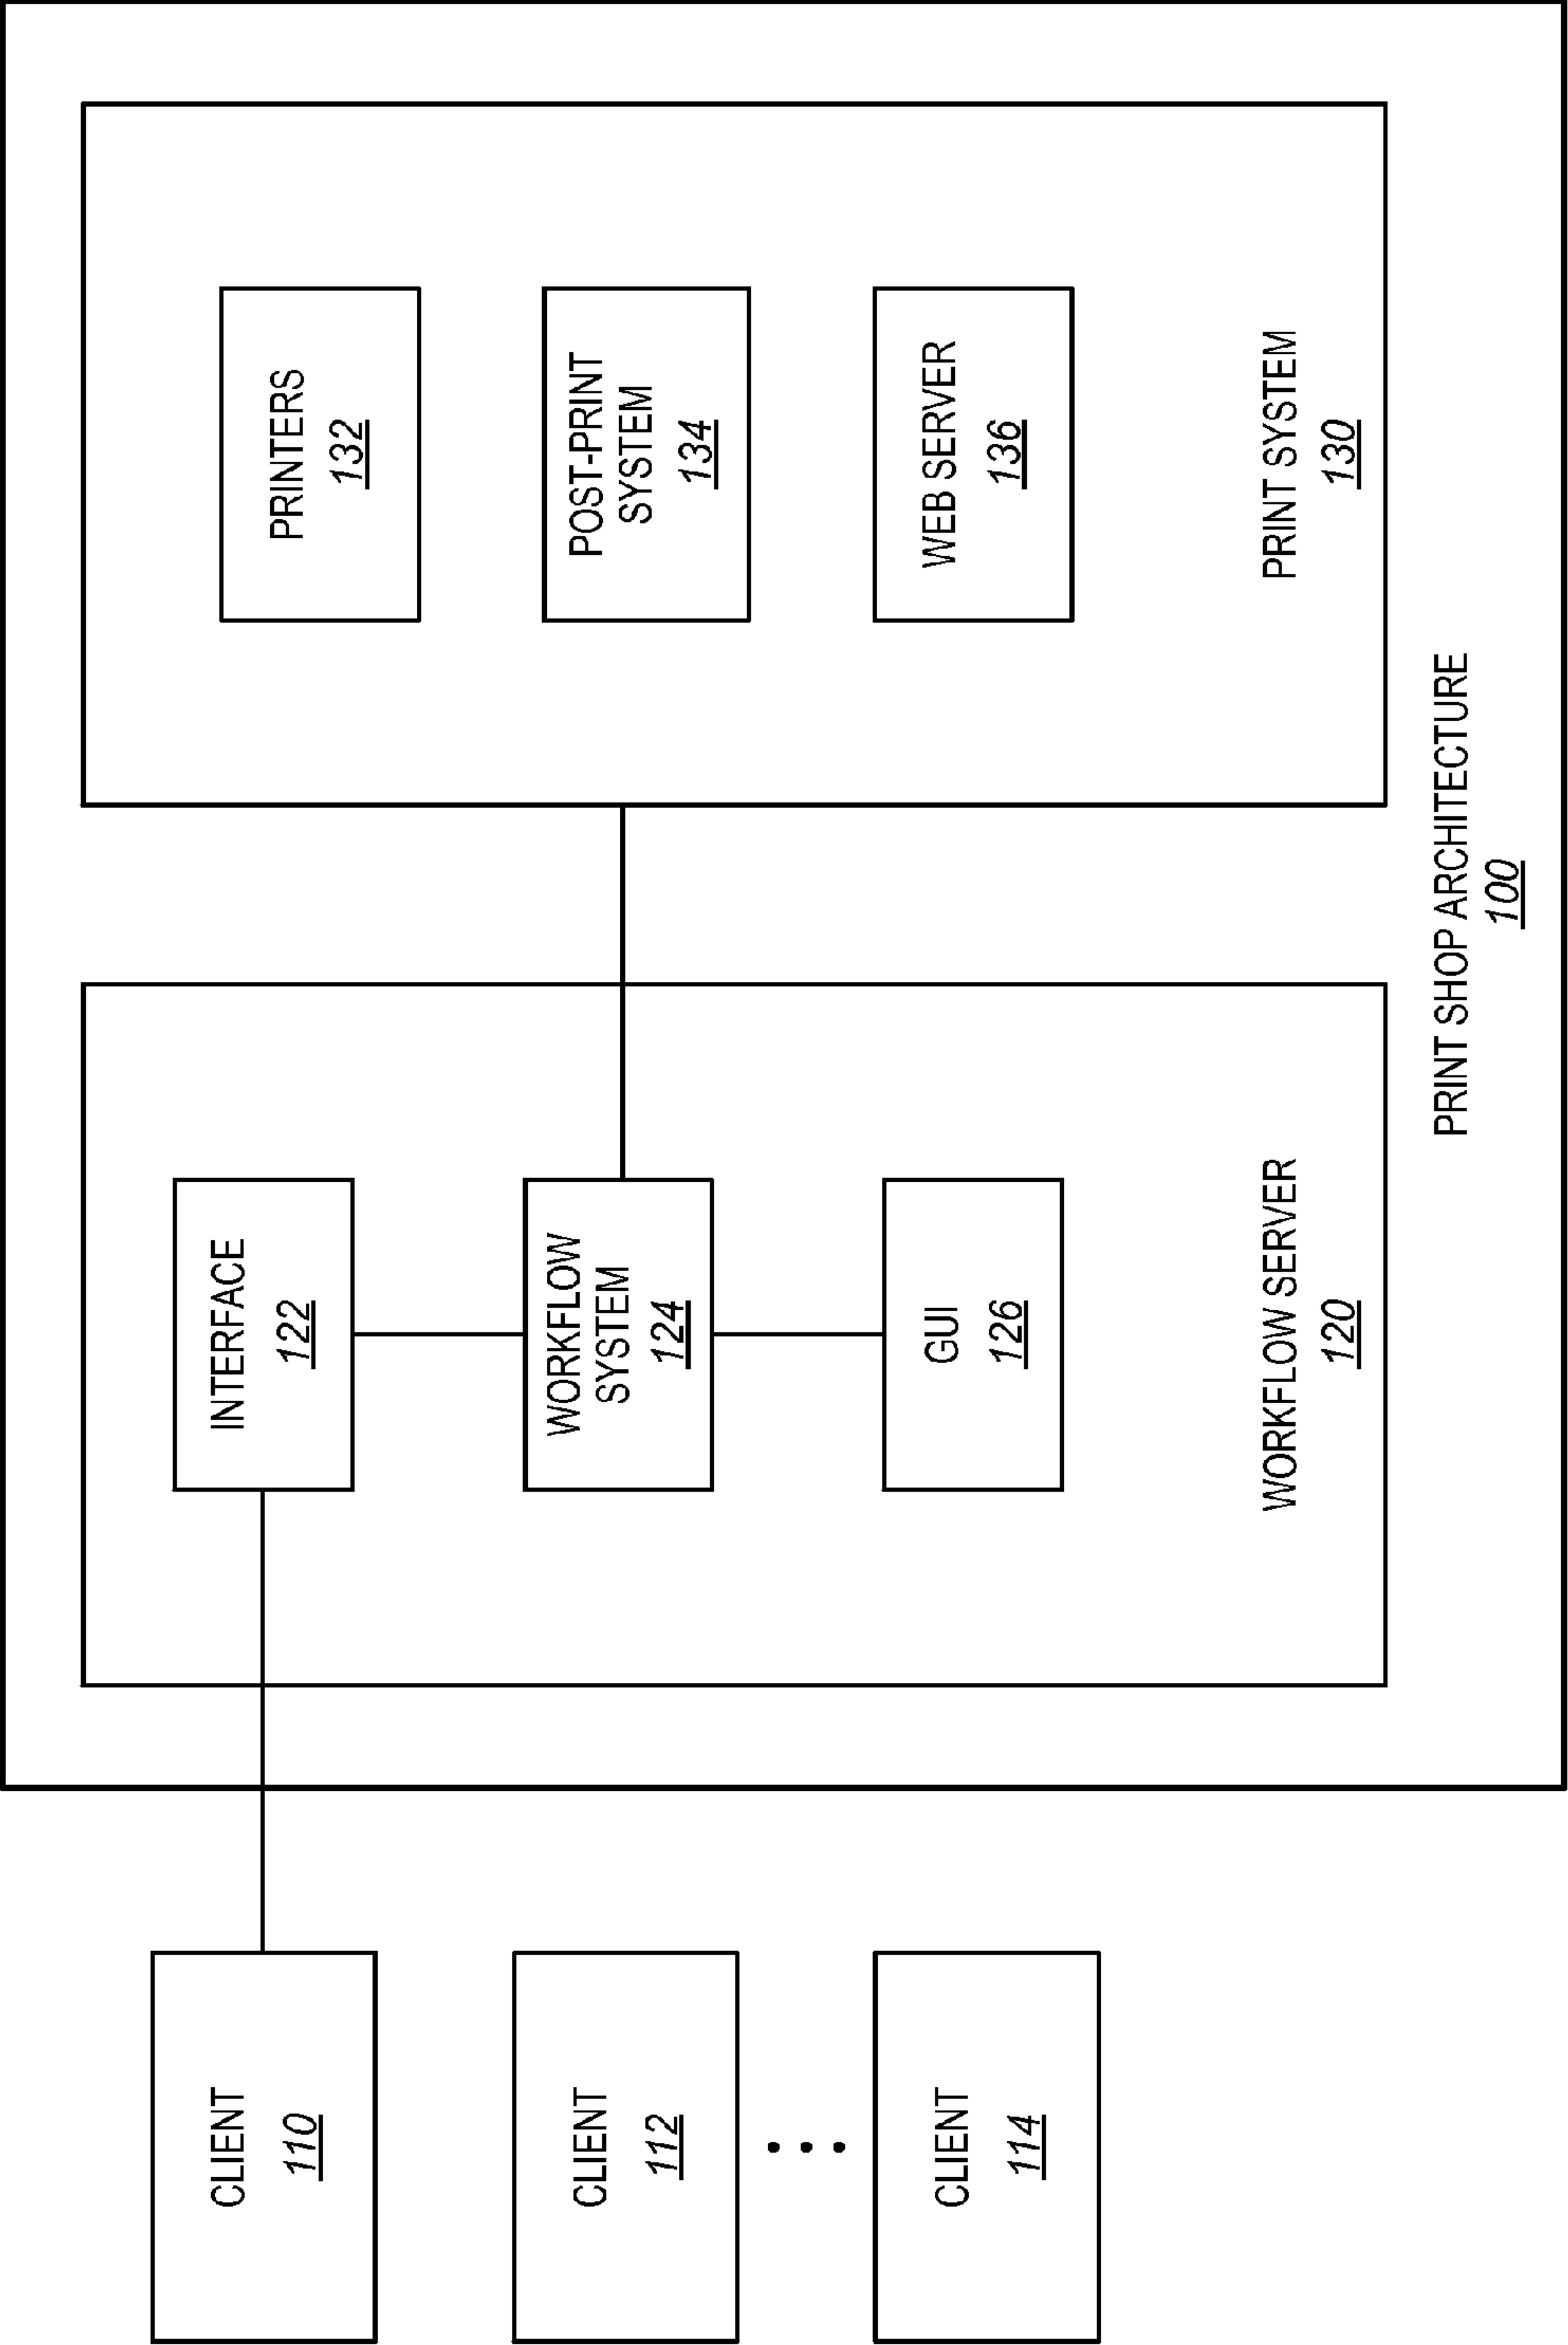 CLIENT
110
CLIENT
112
CLIENT
114
INTERFACE
122
WORKFLOW
SYSTEM
124
GUI
126
WORKFLOW SERVER
120
PRINTERS
132
POST-PRINT
SYSTEM
134
WEB SERVER
136
PRINT SYSTEM
130
PRINT SHOP ARCHITECTURE
100